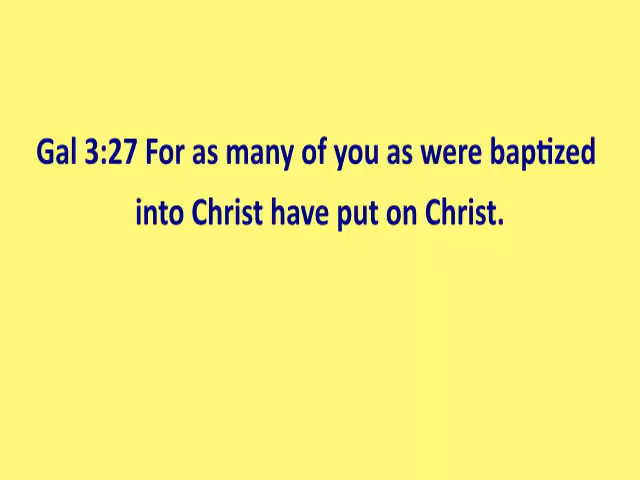 Gal 3:27 For as many of you as were baptized
into Christ have put on Christ.